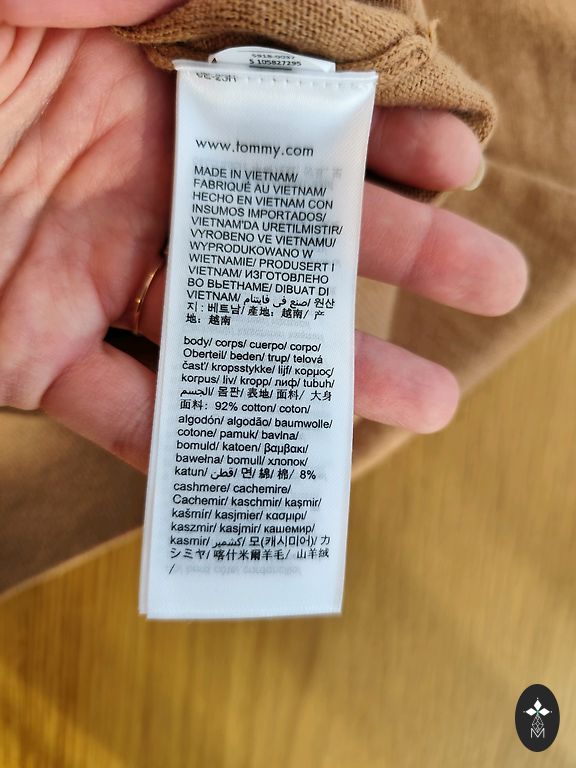 5 105827295
www.tommy.com
MADE IN VIETNAM/
FABRIQUÉ AU VIETNAM/
HECHO EN VIETNAM CON
INSUMOS IMPORTADOS/
VIETNAM'DA URETILMISTIR/
VYROBENO VE VIETNAMU/
WYPRODUKOWANO W
WIETNAMIE/ PRODUSERT I
VIETNAM/ ИЗГОТОВЛЕНО
ВО ВЬЕТНАМЕ/ DIBUAT DI
VIETNAM/ صنع في فايتنام/ 원산
지 : 베트남/ 產地: 越南/ 产
地: 越南
body/ corps/ cuerpo/ corpo/
Oberteil/ beden/ trup/ telová
časť/ kropsstykke/ lijf/ κορμος/
korpus/ liv/ kropp/ лиф/ tubuh/
الجسم/ 몸판/ 表地/ 面料/ 大身
面料: 92% cotton/ coton/
algodón/ algodão/ baumwolle/
cotone/ pamuk/ bavlna/
bomuld/ katoen/ βαμβακι/
bawełna/ bomull/ хлопок/
katun/ قطن/ 면/ 綿/ 棉/ 8%
cashmere/ cachemire/
Cachemir/ kaschmir/ kaşmir/
kašmír/ kasjmier/ κασμιρι/
kaszmir/ kasjmir/ кашемир/
kasmir/ كشمير/ 모(캐시미어)/ カ
シミヤ/ 喀什米爾羊毛/ 山羊绒
/
M